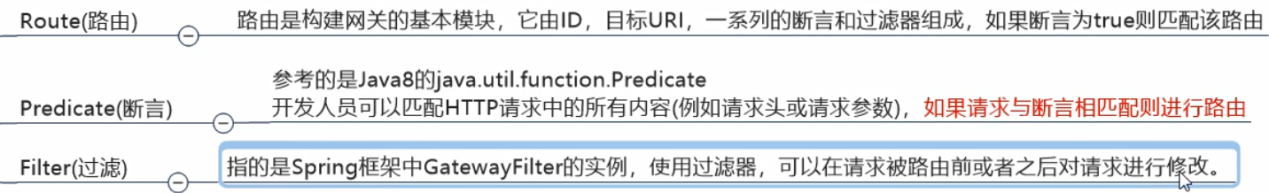 Route(路由) 路由是构建网关的基本模块，它由ID，目标URI，一系列的断言和过滤器组成，如果断言为true则匹配该路由
参考的是Java8的java.util.function.Predicate
Predicate(断言) 开发人员可以匹配HTTP请求中的所有内容(例如请求头或请求参数)，如果请求与断言相匹配则进行路由
Filter(过滤) 指的是Spring框架中GatewayFilter的实例，使用过滤器，可以在请求被路由前或者之后对请求进行修改。